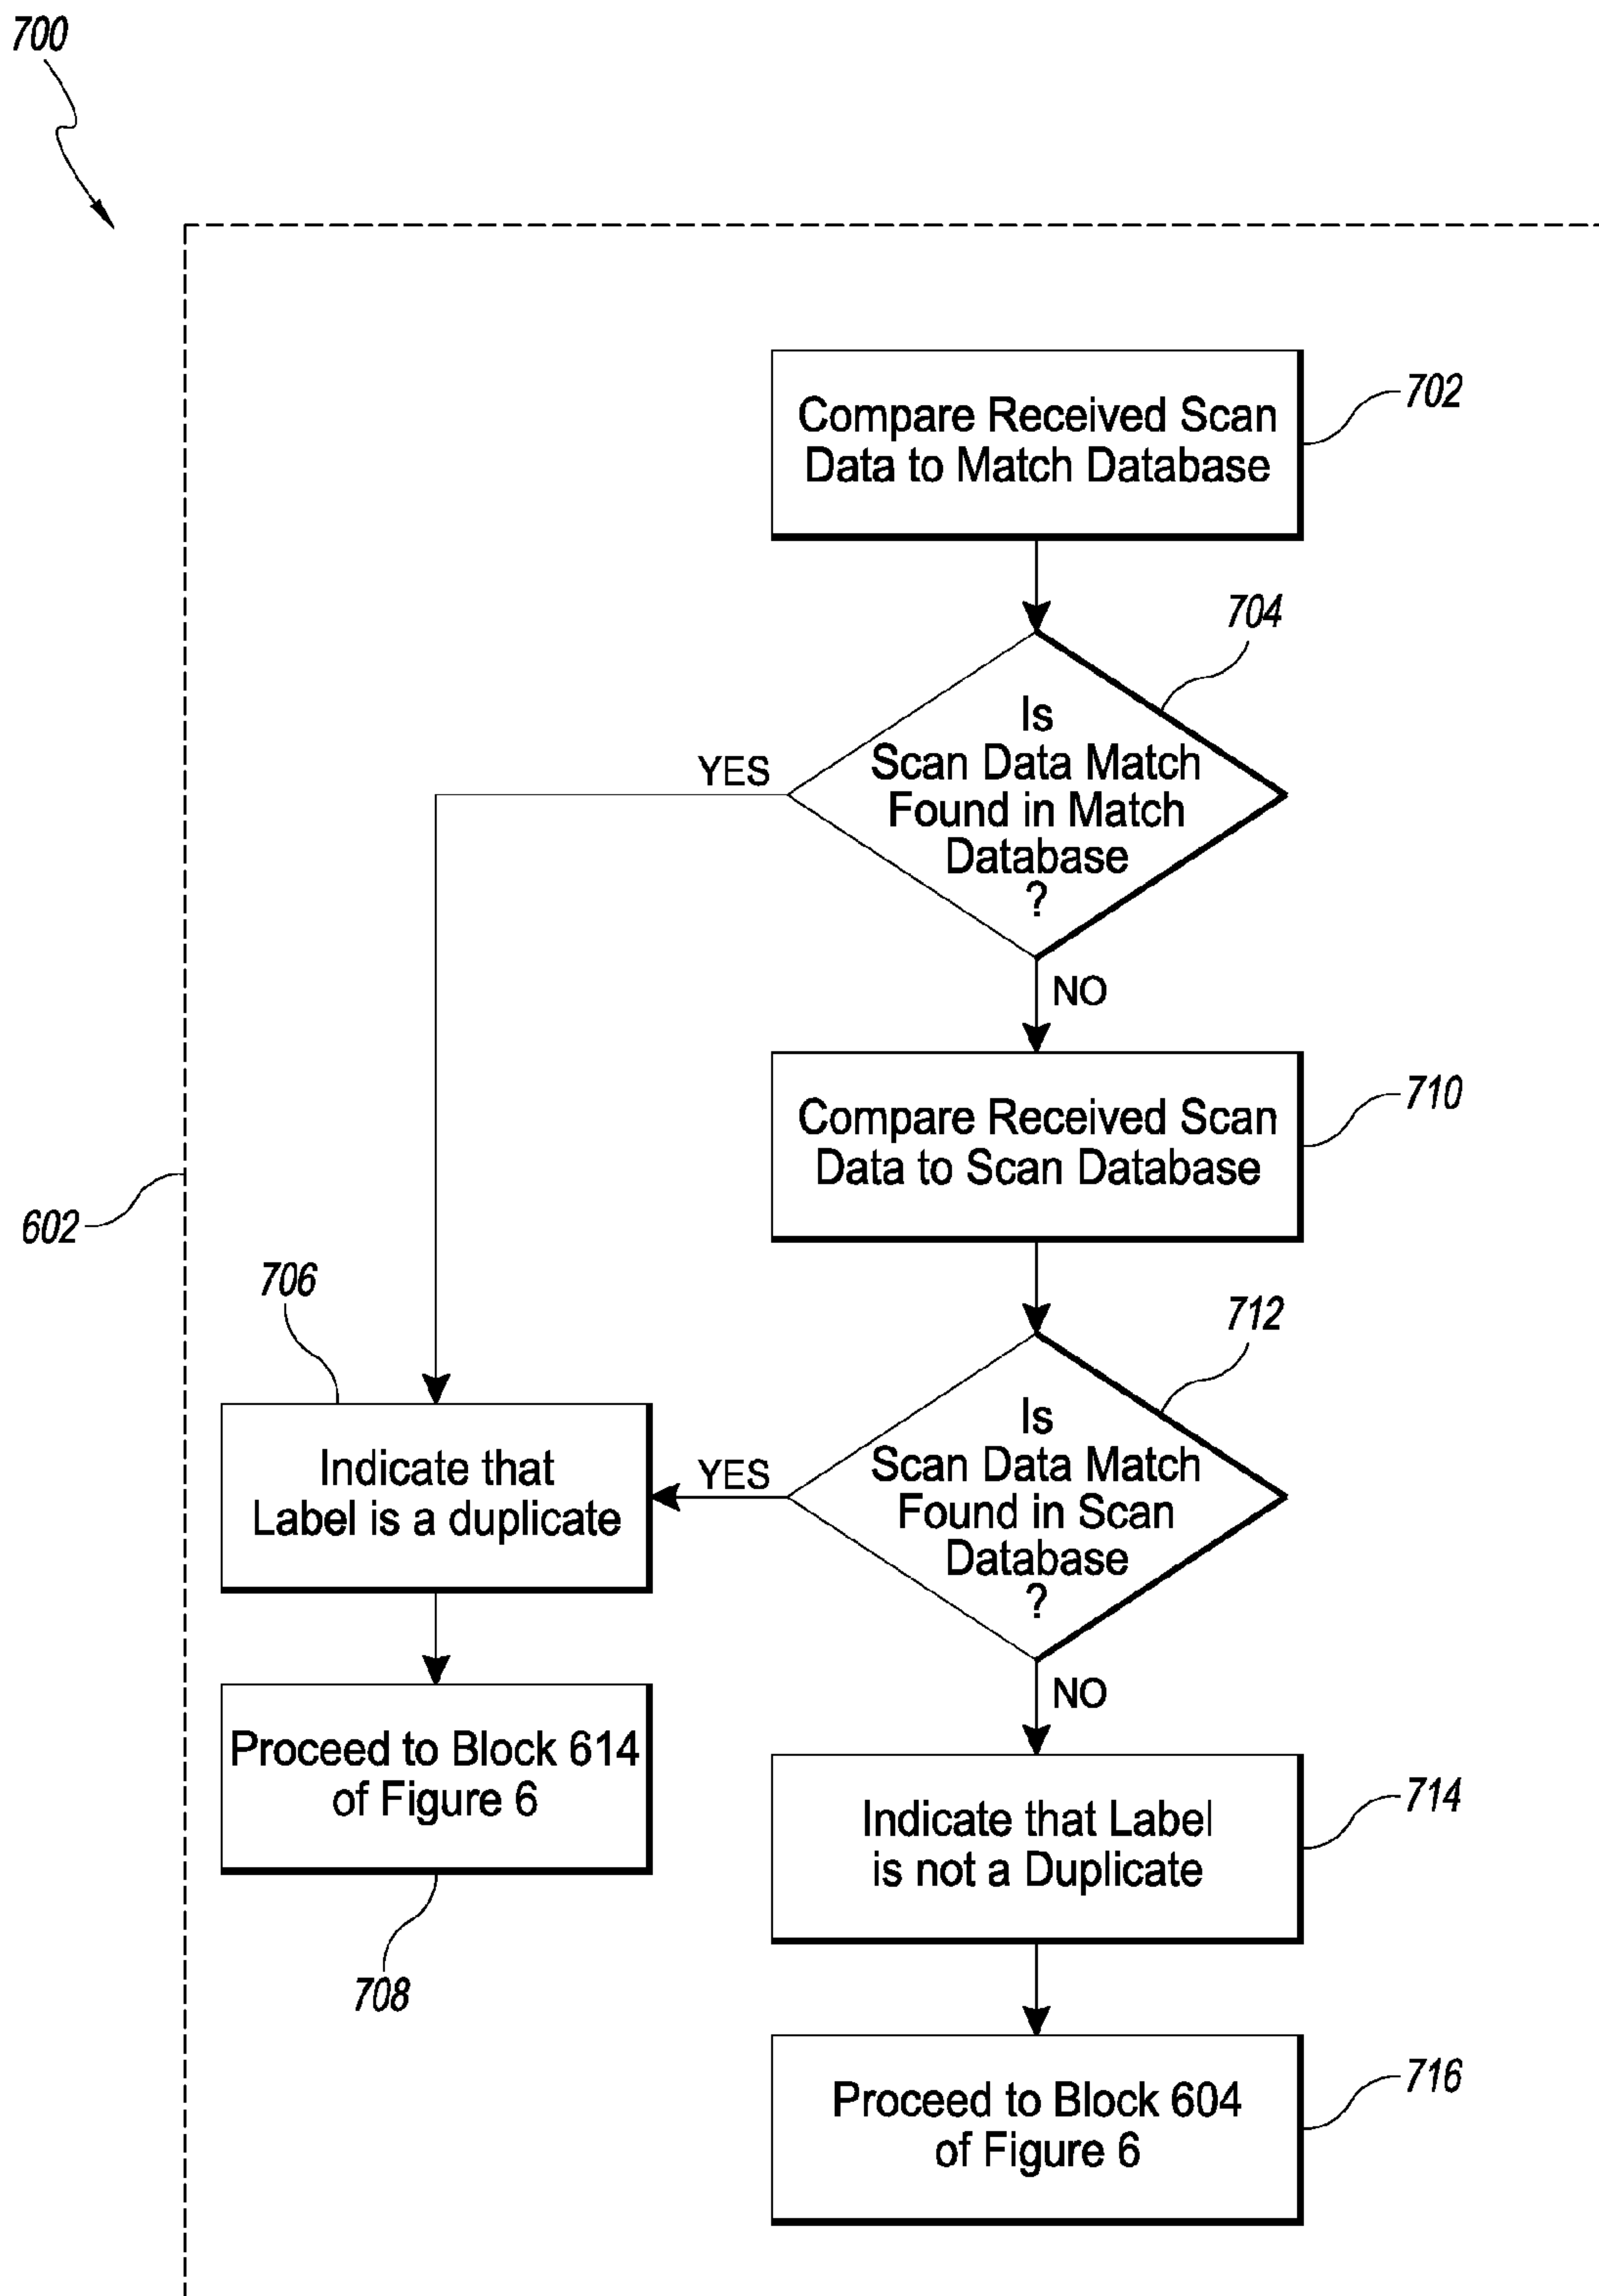 700
Compare Received Scan
Data to Match Database
702
704
Is
Scan Data Match
Found in Match
Database
?
YES
NO
Compare Received Scan
Data to Scan Database
710
602
706
712
Indicate that
Label is a duplicate
YES
Is
Scan Data Match
Found in Scan
Database
?
NO
Proceed to Block 614
of Figure 6
708
Indicate that Label
is not a Duplicate
714
Proceed to Block 604
of Figure 6
716